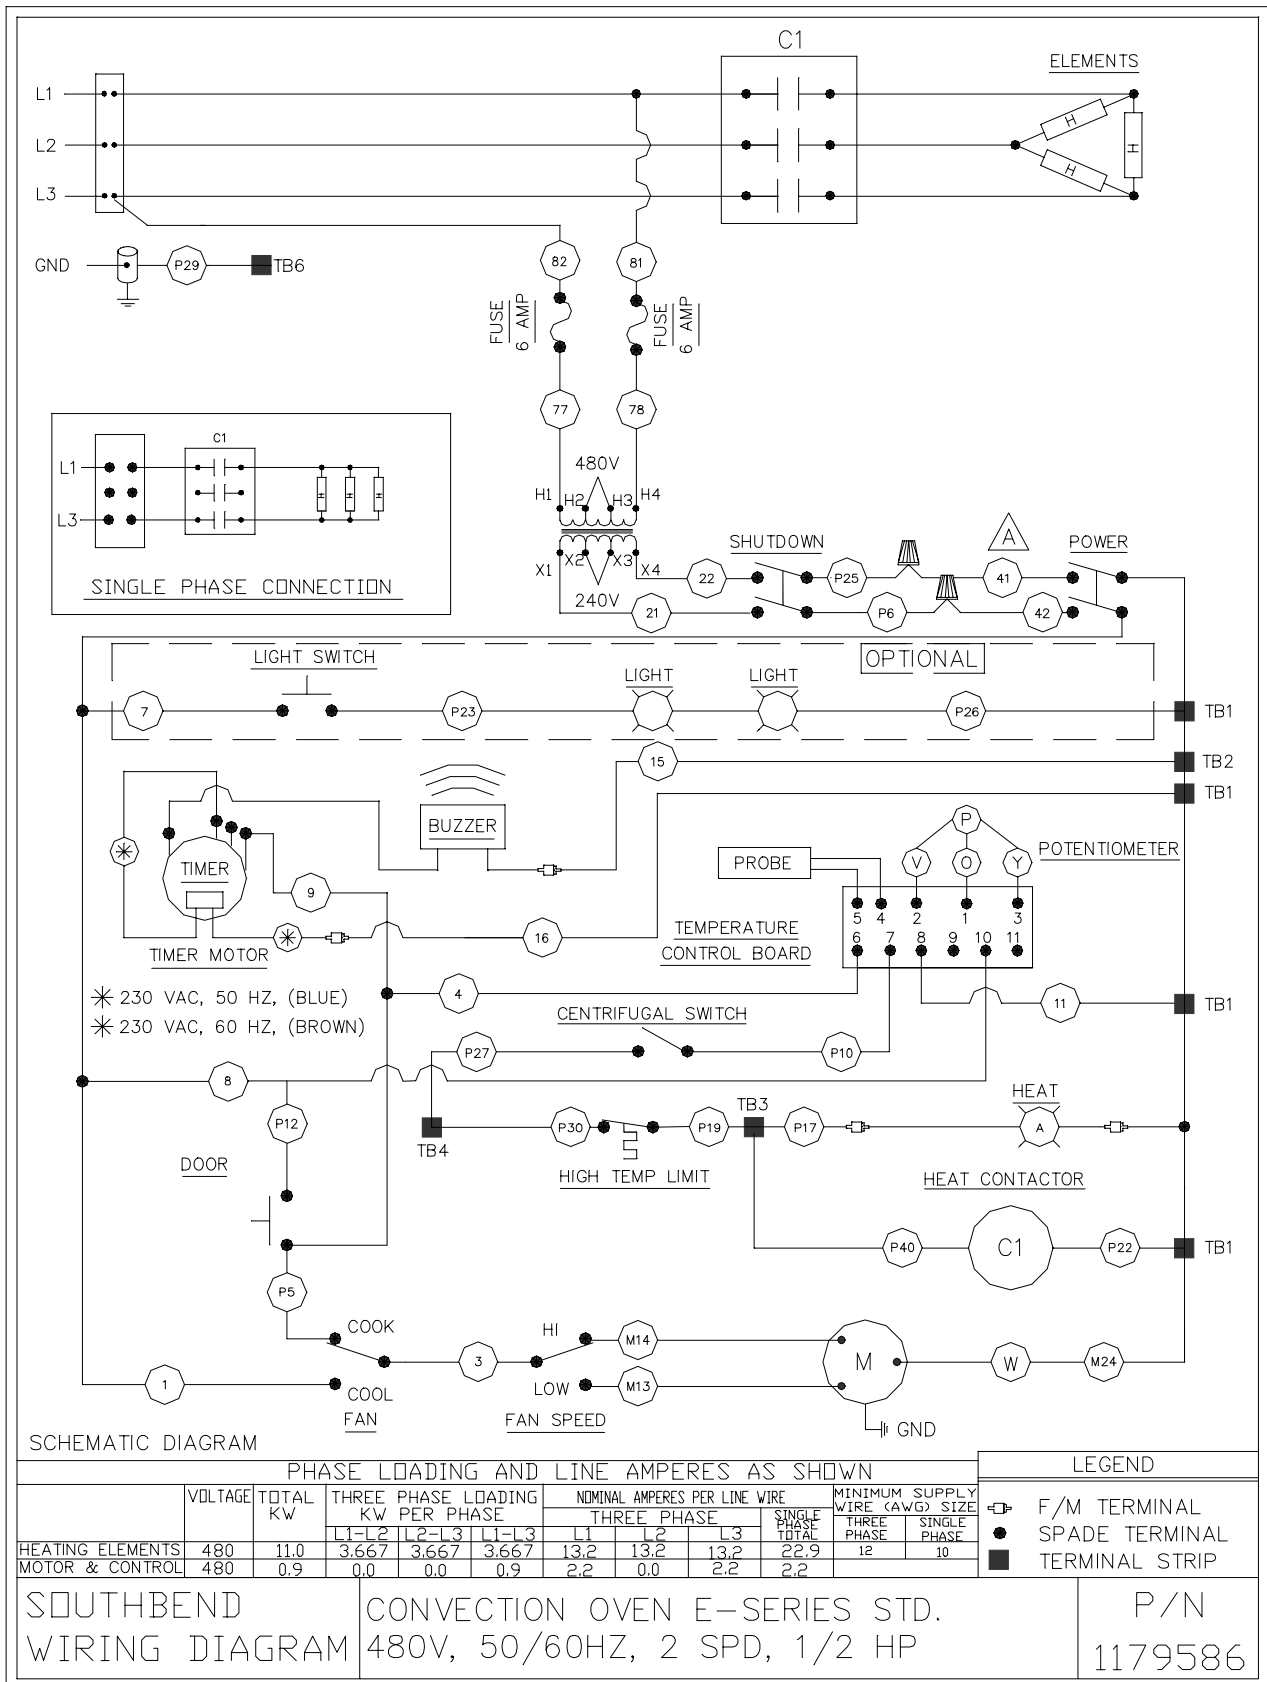 C1
ELEMENTS
L1
H
L2
H
H
L3
82
81
GND
P29
TB6
FUSE
6 AMP
FUSE
6 AMP
77
78
C1
L1
480V
H
H
H
H1
H2
H3
H4
L3
SHUTDOWN
A
POWER
X1
X2
X3
X4
22
P25
41
SINGLE PHASE CONNECTION
240V
21
P6
42
LIGHT SWITCH
LIGHT
LIGHT
OPTIONAL
7
P23
P26
TB1
15
TB2
TB1
BUZZER
P
POTENTIOMETER
TIMER
PROBE
V
O
Y
9
5 4 2 1 3
TEMPERATURE
CONTROL BOARD
6 7 8 9 10 11
16
TIMER MOTOR
4
✳ 230 VAC, 50 HZ, (BLUE)
✳ 230 VAC, 60 HZ, (BROWN)
11
TB1
CENTRIFUGAL SWITCH
P27
P10
8
HEAT
P12
TB3
P30
P19
P17
A
TB4
DOOR
HIGH TEMP LIMIT
HEAT CONTACTOR
P40
C1
P22
TB1
P5
COOK
HI
M14
3
M
W
M24
1
COOL
LOW
M13
FAN
FAN SPEED
GND
SCHEMATIC DIAGRAM
PHASE LOADING AND LINE AMPERES AS SHOWN
VOLTAGE
TOTAL KW
THREE PHASE LOADING KW PER PHASE
NOMINAL AMPERES PER LINE WIRE
MINIMUM SUPPLY WIRE (AWG) SIZE
THREE PHASE
SINGLE PHASE TOTAL
THREE PHASE
SINGLE PHASE
L1-L2 L2-L3 L1-L3 L1 L2 L3
HEATING ELEMENTS 480 11.0 3.667 3.667 3.667 13.2 13.2 13.2 22.9 12 10
MOTOR & CONTROL 480 0.9 0.0 0.0 0.9 2.2 0.0 2.2 2.2
LEGEND
F/M TERMINAL
SPADE TERMINAL
TERMINAL STRIP
SOUTHBEND
WIRING DIAGRAM
CONVECTION OVEN E-SERIES STD.
480V, 50/60HZ, 2 SPD, 1/2 HP
P/N
1179586